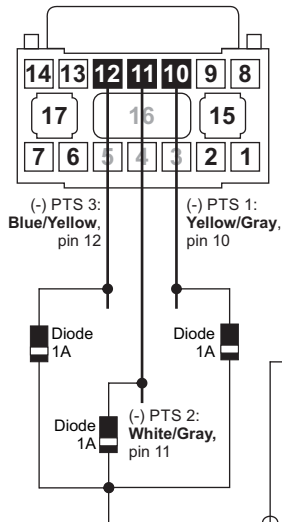 14 13 12 11 10 9 8
17 16 15
7 6 5 4 3 2 1
(-) PTS 3:
Blue/Yellow,
pin 12
(-) PTS 1:
Yellow/Gray,
pin 10
Diode
1A
Diode
1A
Diode
1A
(-) PTS 2:
White/Gray,
pin 11